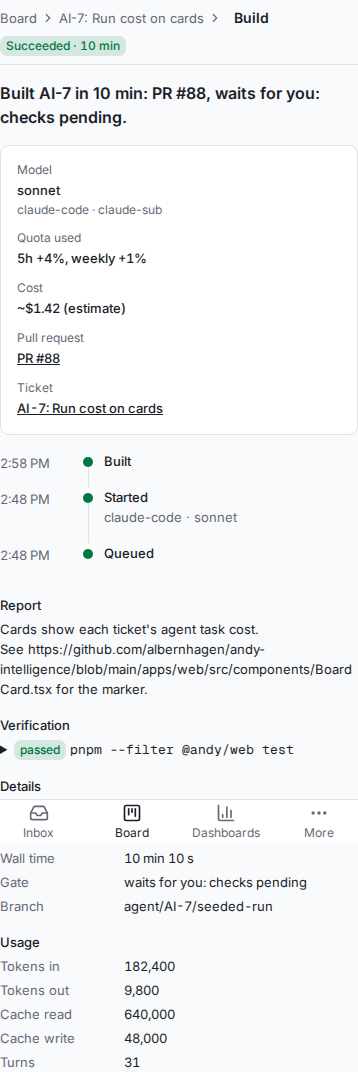 Board > AI-7: Run cost on cards > Build
Succeeded · 10 min
Built AI-7 in 10 min: PR #88, waits for you:
checks pending.
Model
sonnet
claude-code · claude-sub
Quota used
5h +4%, weekly +1%
Cost
~$1.42 (estimate)
Pull request
PR #88
Ticket
AI-7: Run cost on cards
2:58 PM Built
2:48 PM Started
claude-code · sonnet
2:48 PM Queued
Report
Cards show each ticket's agent task cost.
See https://github.com/albernhagen/andy-
intelligence/blob/main/apps/web/src/components/Board
Card.tsx for the marker.
Verification
passed pnpm --filter @andy/web test
Details
Inbox Board Dashboards More
Wall time 10 min 10 s
Gate waits for you: checks pending
Branch agent/AI-7/seeded-run
Usage
Tokens in 182,400
Tokens out 9,800
Cache read 640,000
Cache write 48,000
Turns 31